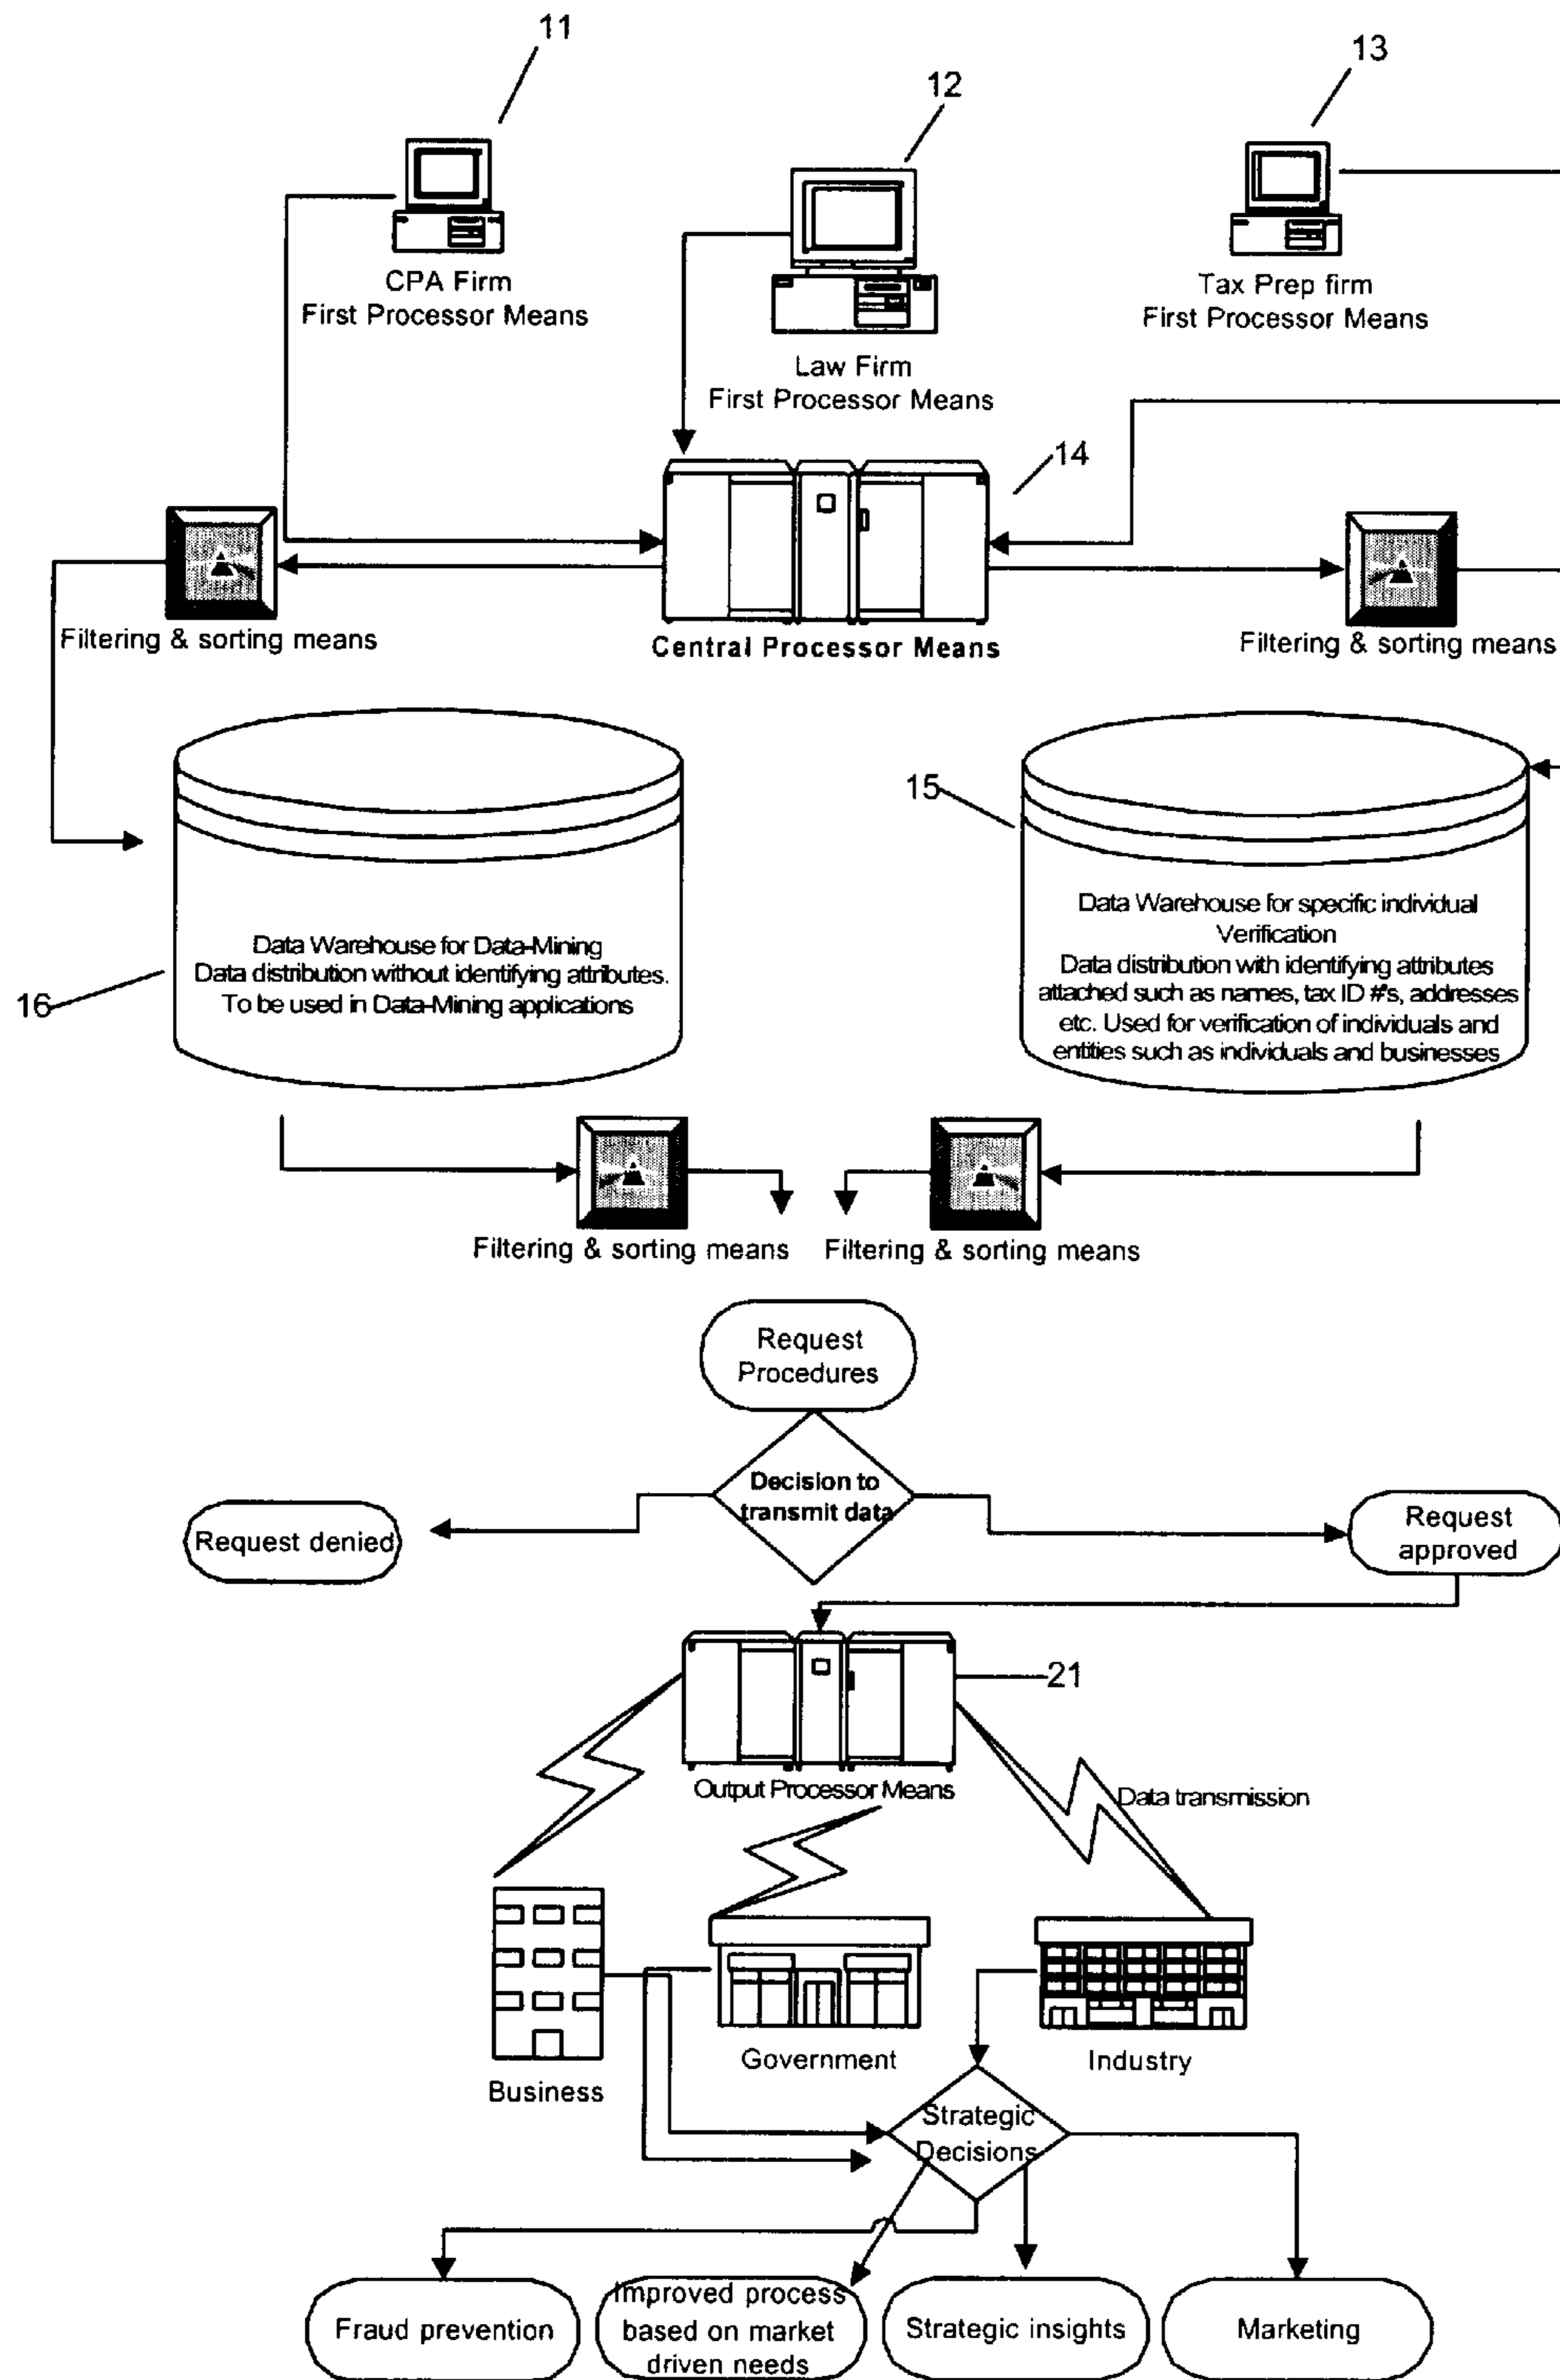 11
12
13
CPA Firm
First Processor Means
Law Firm
First Processor Means
Tax Prep firm
First Processor Means
14
Filtering & sorting means
Central Processor Means
Filtering & sorting means
15
16
Data Warehouse for Data-Mining
Data distribution without identifying attributes.
To be used in Data-Mining applications
Data Warehouse for specific individual
Verification
Data distribution with identifying attributes
attached such as names, tax ID #'s, addresses
etc. Used for verification of individuals and
entities such as individuals and businesses
Filtering & sorting means
Filtering & sorting means
Request
Procedures
Decision to
transmit data
Request denied
Request
approved
21
Output Processor Means
Data transmission
Business
Government
Industry
Strategic
Decisions
Fraud prevention
Improved process
based on market
driven needs
Strategic insights
Marketing